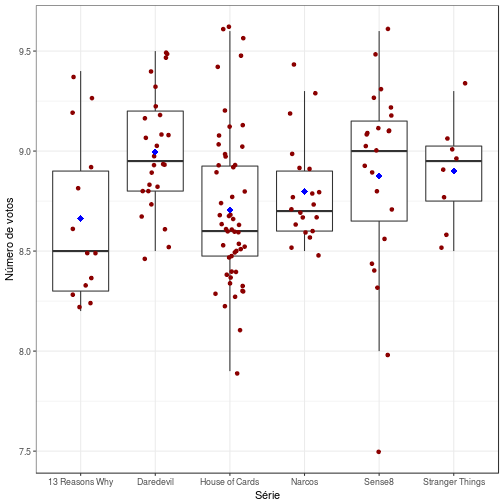 Número de votos
9.5
9.0
8.5
8.0
7.5
13 Reasons Why Daredevil House of Cards Narcos Sense8 Stranger Things
Série